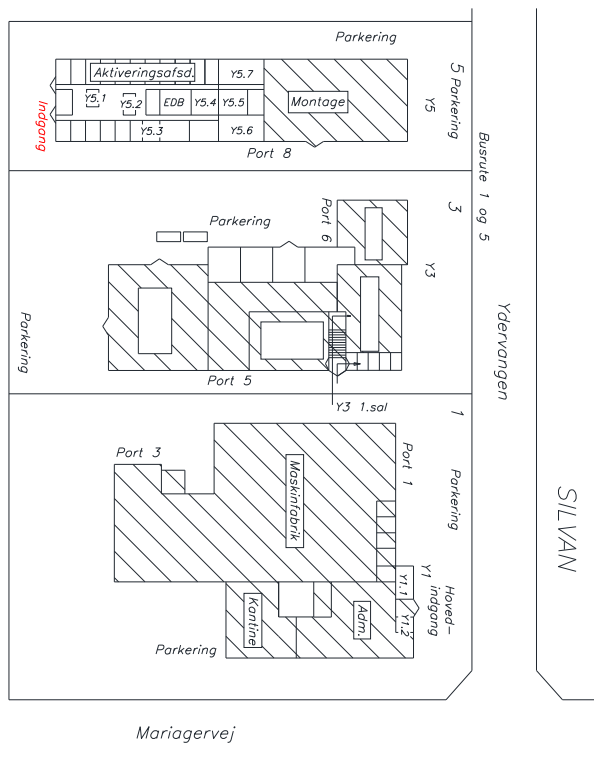 Parkering
5
Parkering
Y5
Aktiveringsafsd.
Y5.7
Y5.1
Y5.2
EDB
Y5.4
Y5.5
Montage
Y5.3
Y5.6
Indgang
Port 8
Busrute 1 og 5
3
Port 6
Parkering
Y3
Parkering
Port 5
Y3 1.sal
Ydervangen
1
Port 3
Port 1
Parkering
Maskinfabrik
SILVAN
Y1
Y1.1
Hoved-
indgang
Y1.2
Kantine
Adm.
Parkering
Mariagervej